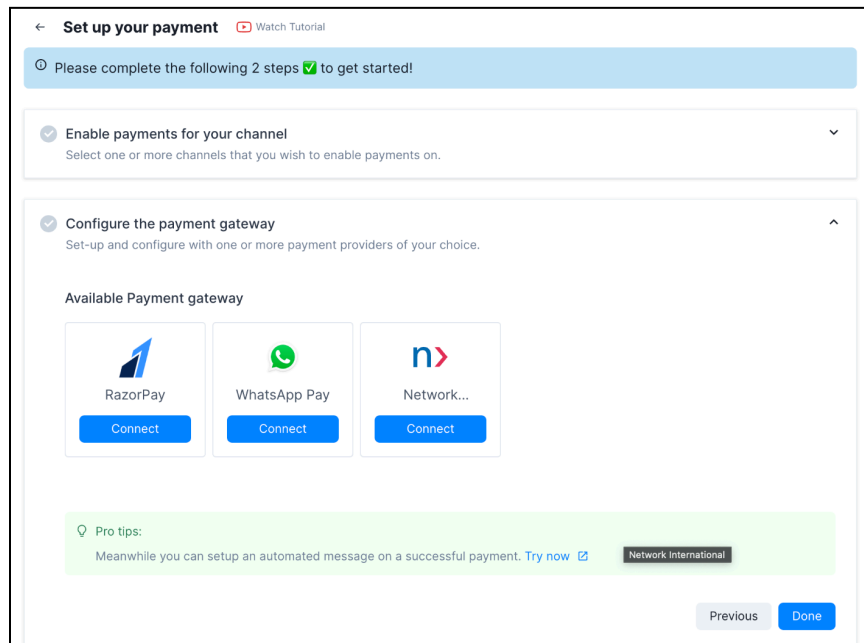 ← Set up your payment Watch Tutorial
Please complete the following 2 steps ✅ to get started!
Enable payments for your channel
Select one or more channels that you wish to enable payments on.
Configure the payment gateway
Set-up and configure with one or more payment providers of your choice.
Available Payment gateway
RazorPay WhatsApp Pay Network...
Connect Connect Connect
Pro tips:
Meanwhile you can setup an automated message on a successful payment. Try now Network International
Previous Done